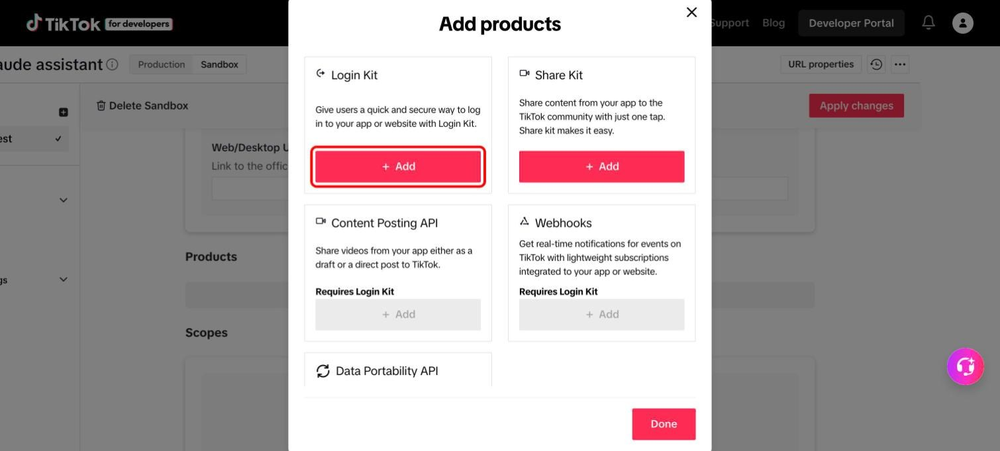 TikTok for developers
Support
Blog
Developer Portal
aude assistant
Production
Sandbox
URL properties
Delete Sandbox
Apply changes
est
Web/Desktop U
Link to the offic
gs
Products
Scopes
Add products
Login Kit
Give users a quick and secure way to log
in to your app or website with Login Kit.
+ Add
Share Kit
Share content from your app to the
TikTok community with just one tap.
Share kit makes it easy.
+ Add
Content Posting API
Share videos from your app either as a
draft or a direct post to TikTok.
Requires Login Kit
+ Add
Webhooks
Get real-time notifications for events on
TikTok with lightweight subscriptions
integrated to your app or website.
Requires Login Kit
+ Add
Data Portability API
Done